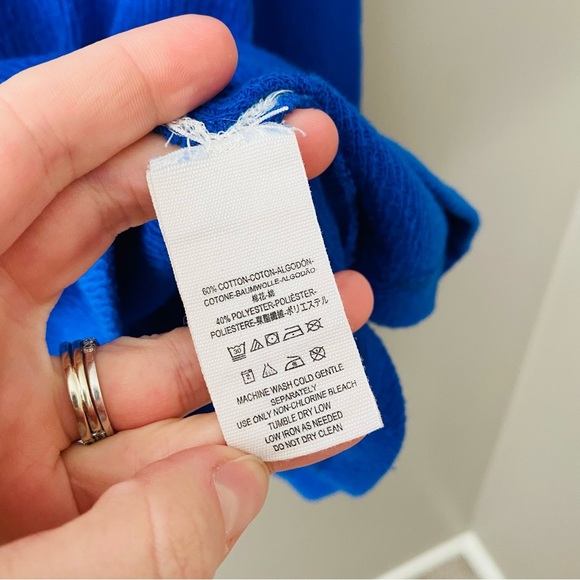 60% COTTON-COTON-ALGODÓN-
COTONE-BAUMWOLLE-ALGODÃO
棉花-綿
40% POLYESTER-POLIÉSTER-
POLIESTERE-聚酯纖維-ポリエステル
30
MACHINE WASH COLD GENTLE
SEPARATELY
USE ONLY NON-CHLORINE BLEACH
TUMBLE DRY LOW
LOW IRON AS NEEDED
DO NOT DRY CLEAN